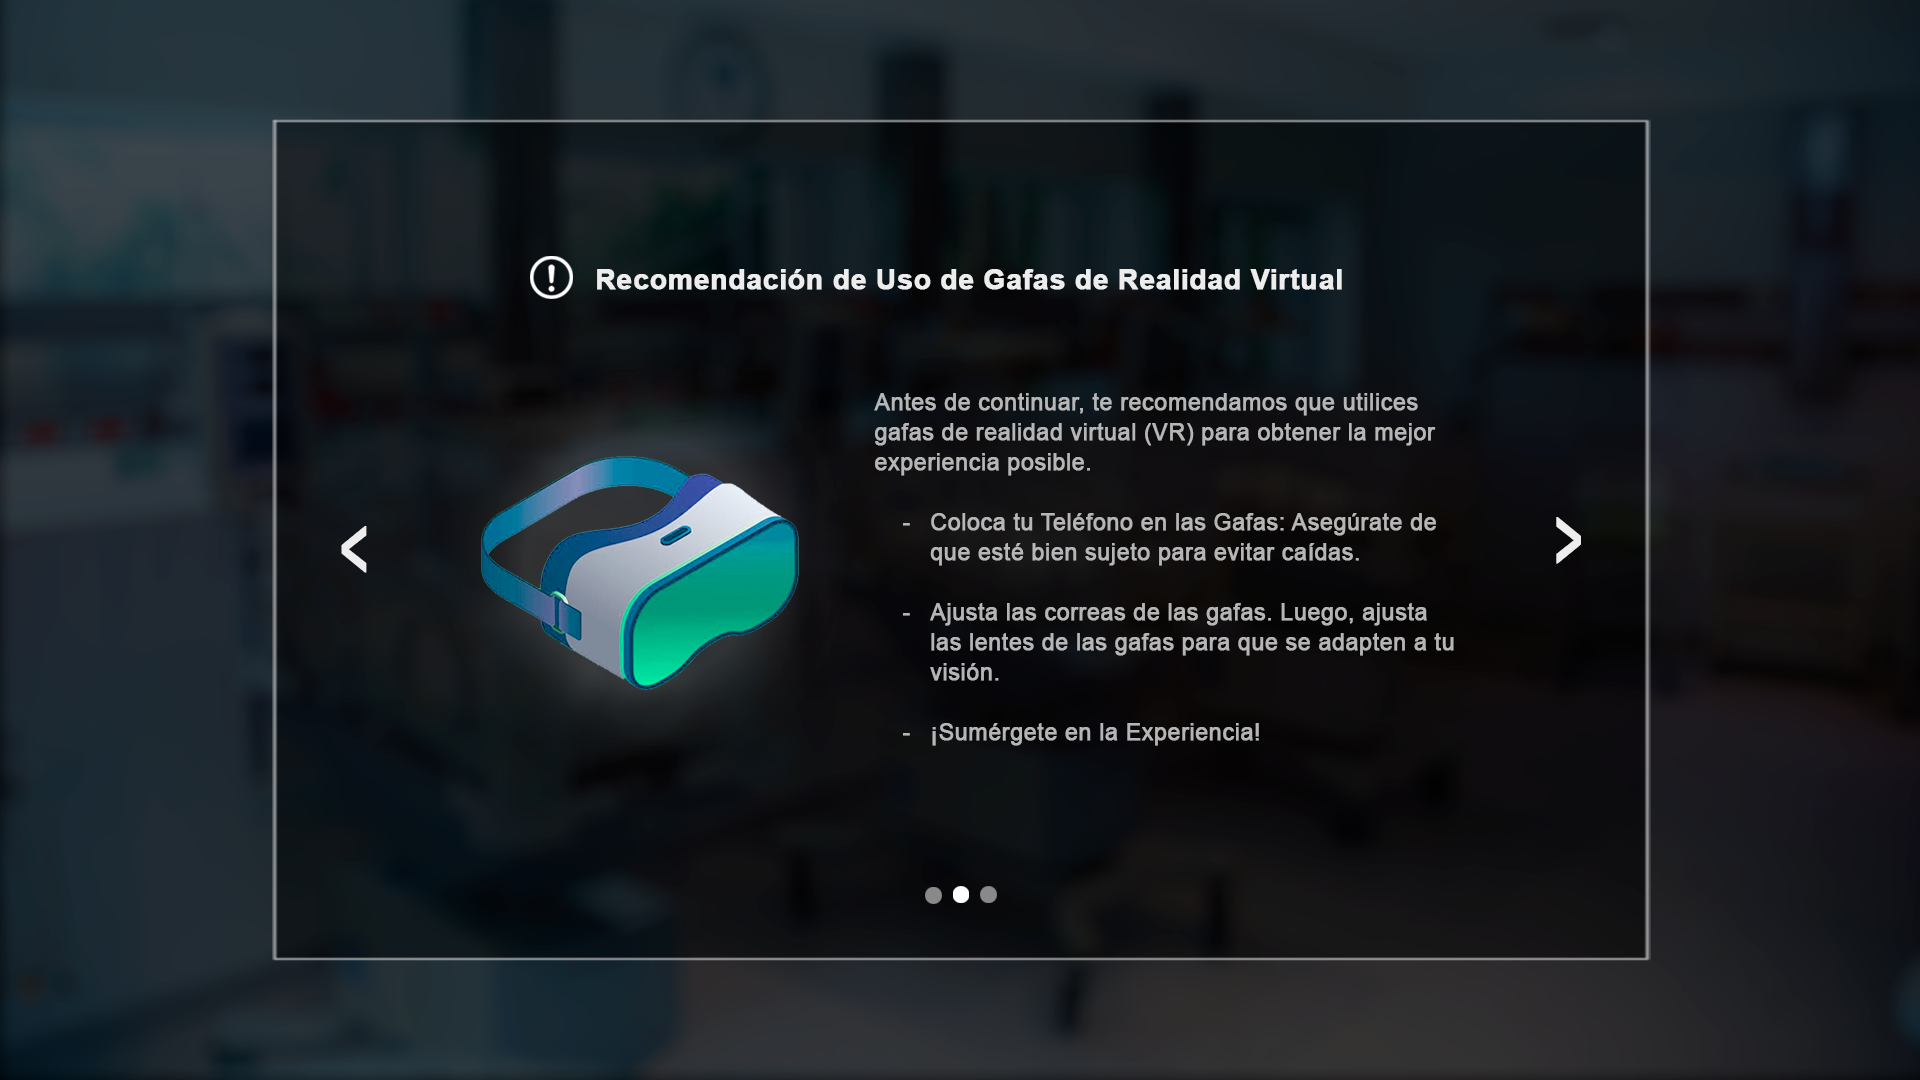 Recomendación de Uso de Gafas de Realidad Virtual
Antes de continuar, te recomendamos que utilices
gafas de realidad virtual (VR) para obtener la mejor
experiencia posible.
- Coloca tu Teléfono en las Gafas: Asegúrate de
que esté bien sujeto para evitar caídas.
- Ajusta las correas de las gafas. Luego, ajusta
las lentes de las gafas para que se adapten a tu
visión.
- ¡Sumérgete en la Experiencia!